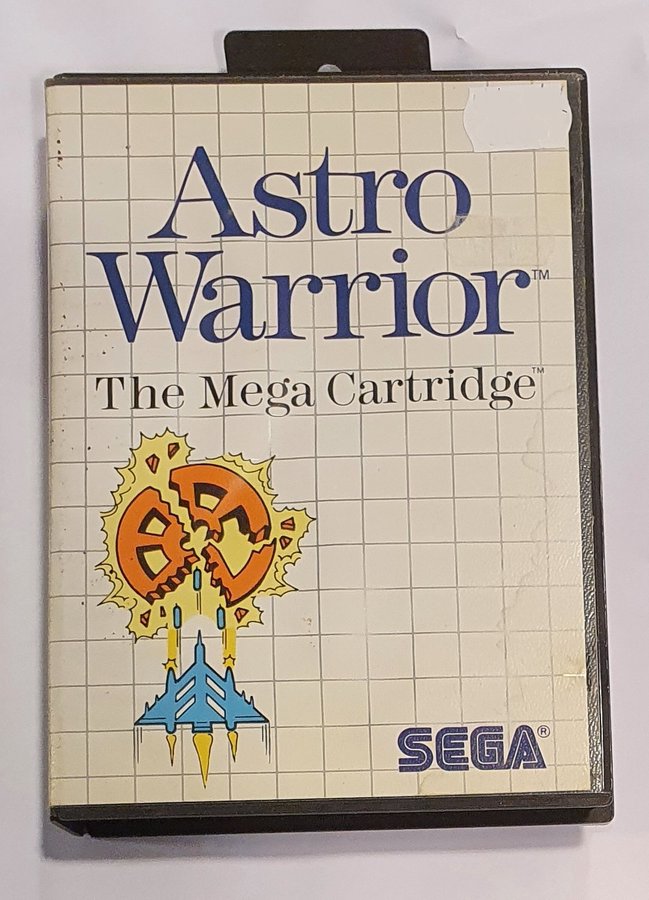 Astro
Warrior™
The Mega Cartridge™
SEGA®